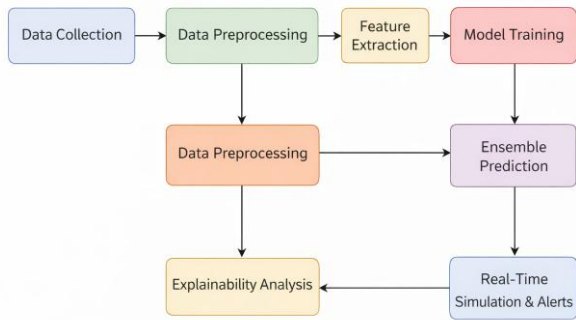 Data Collection
Data Preprocessing
Feature
Extraction
Model Training
Data Preprocessing
Ensemble
Prediction
Explainability Analysis
Real-Time
Simulation & Alerts